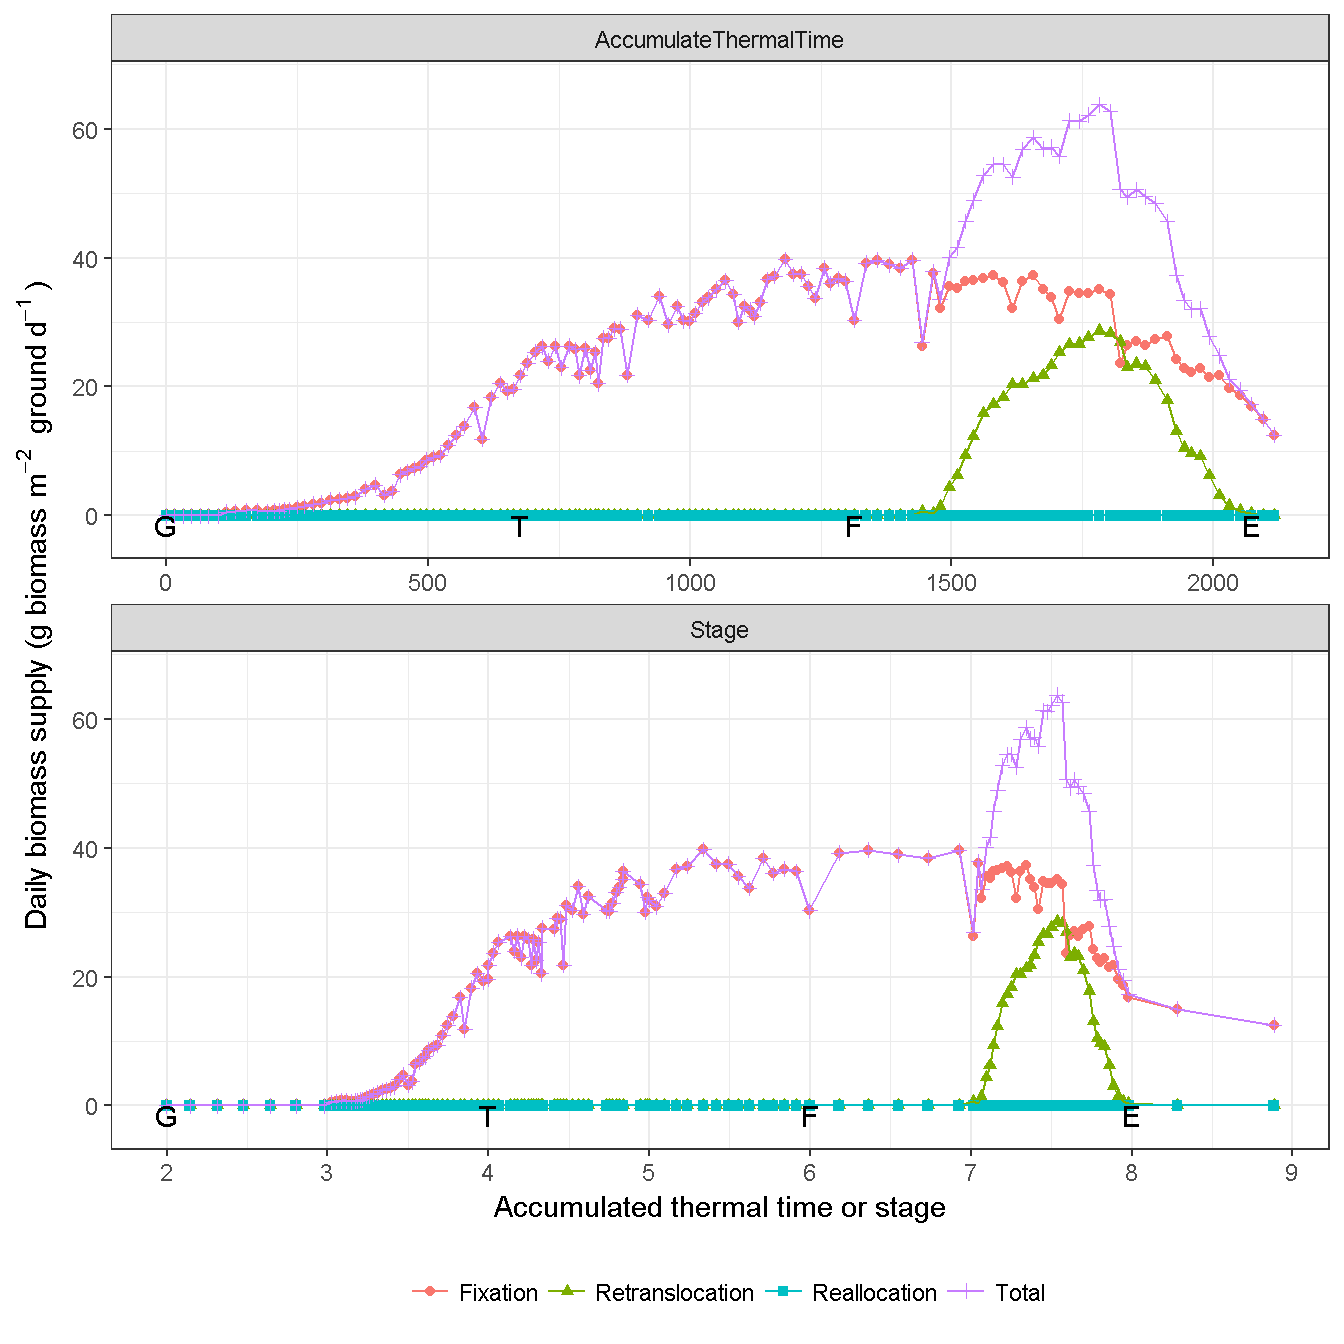 AccumulateThermalTime
60
40
20
0
G T F E
0 500 1000 1500 2000
Stage
60
40
20
0
G T F E
2 3 4 5 6 7 8 9
Daily biomass supply (g biomass m−2 ground d−1)
Accumulated thermal time or stage
Fixation Retranslocation Reallocation Total